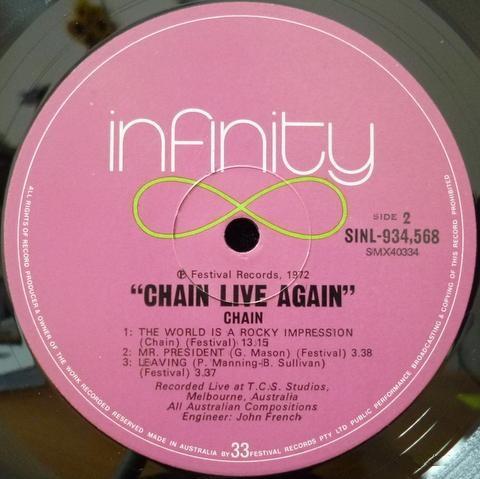 infinity
SIDE 2
SINL-934,568
SMX40334
℗ Festival Records, 1972
"CHAIN LIVE AGAIN"
CHAIN
1: THE WORLD IS A ROCKY IMPRESSION
(Chain) (Festival) 13.15
2: MR. PRESIDENT (G. Mason) (Festival) 3.38
3: LEAVING (P. Manning-B. Sullivan)
(Festival) 3.37
Recorded Live at T.C.S. Studios,
Melbourne, Australia
All Australian Compositions
Engineer: John French
ALL RIGHTS OF RECORD PRODUCER & OWNER OF THE WORK RECORDED RESERVED MADE IN AUSTRALIA BY 33 FESTIVAL RECORDS PTY LTD PUBLIC PERFORMANCE BROADCASTING & COPYING OF THIS RECORD PROHIBITED